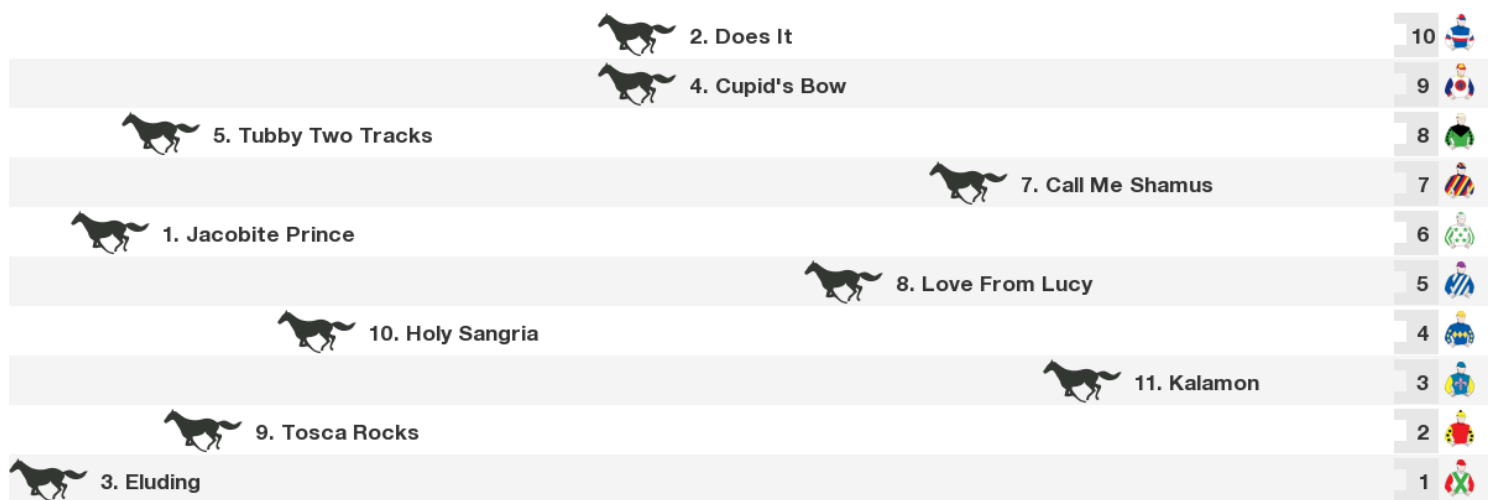 2. Does It 10
4. Cupid's Bow 9
5. Tubby Two Tracks 8
7. Call Me Shamus 7
1. Jacobite Prince 6
8. Love From Lucy 5
10. Holy Sangria 4
11. Kalamon 3
9. Tosca Rocks 2
3. Eluding 1